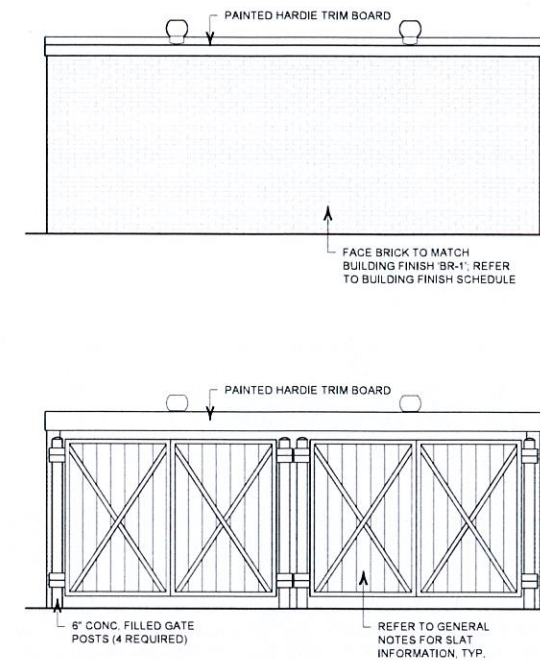 PAINTED HARDIE TRIM BOARD
FACE BRICK TO MATCH
BUILDING FINISH 'BR-1'; REFER
TO BUILDING FINISH SCHEDULE
PAINTED HARDIE TRIM BOARD
6" CONC. FILLED GATE
POSTS (4 REQUIRED)
REFER TO GENERAL
NOTES FOR SLAT
INFORMATION, TYP.